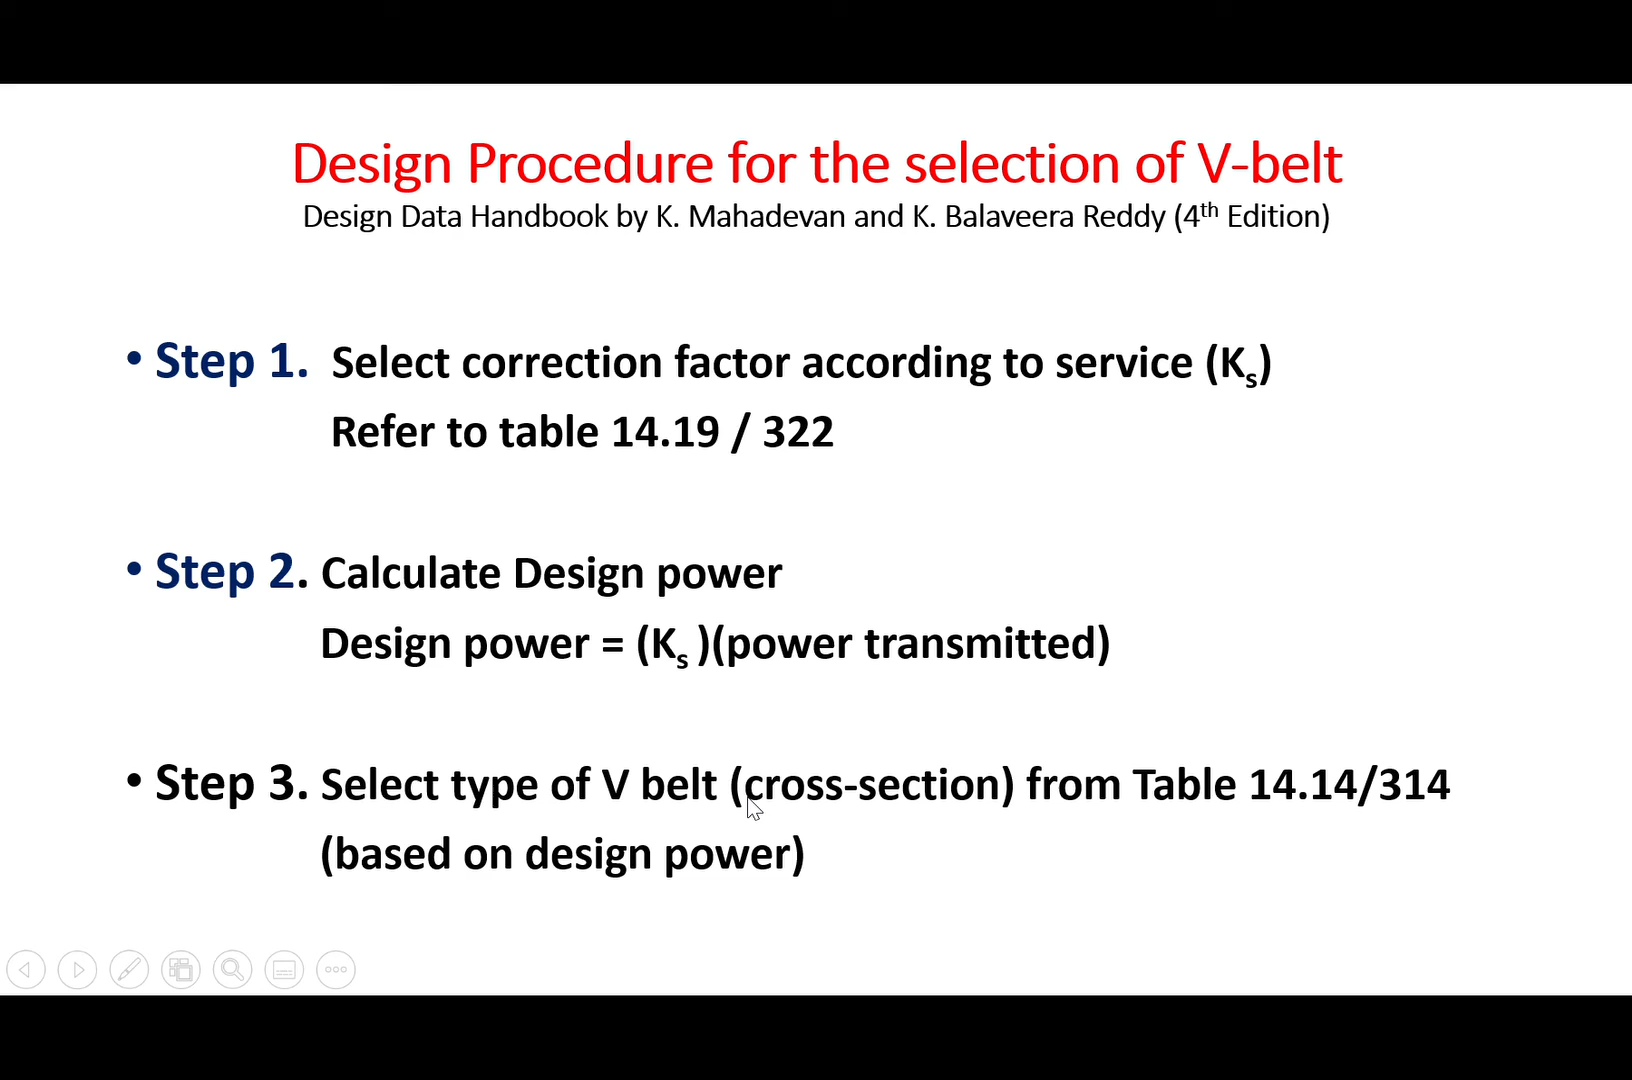 Design Procedure for the selection of V-belt
Design Data Handbook by K. Mahadevan and K. Balaveera Reddy (4th Edition)
• Step 1. Select correction factor according to service (Ks)
Refer to table 14.19 / 322
• Step 2. Calculate Design power
Design power = (Ks )(power transmitted)
• Step 3. Select type of V belt (cross-section) from Table 14.14/314
(based on design power)